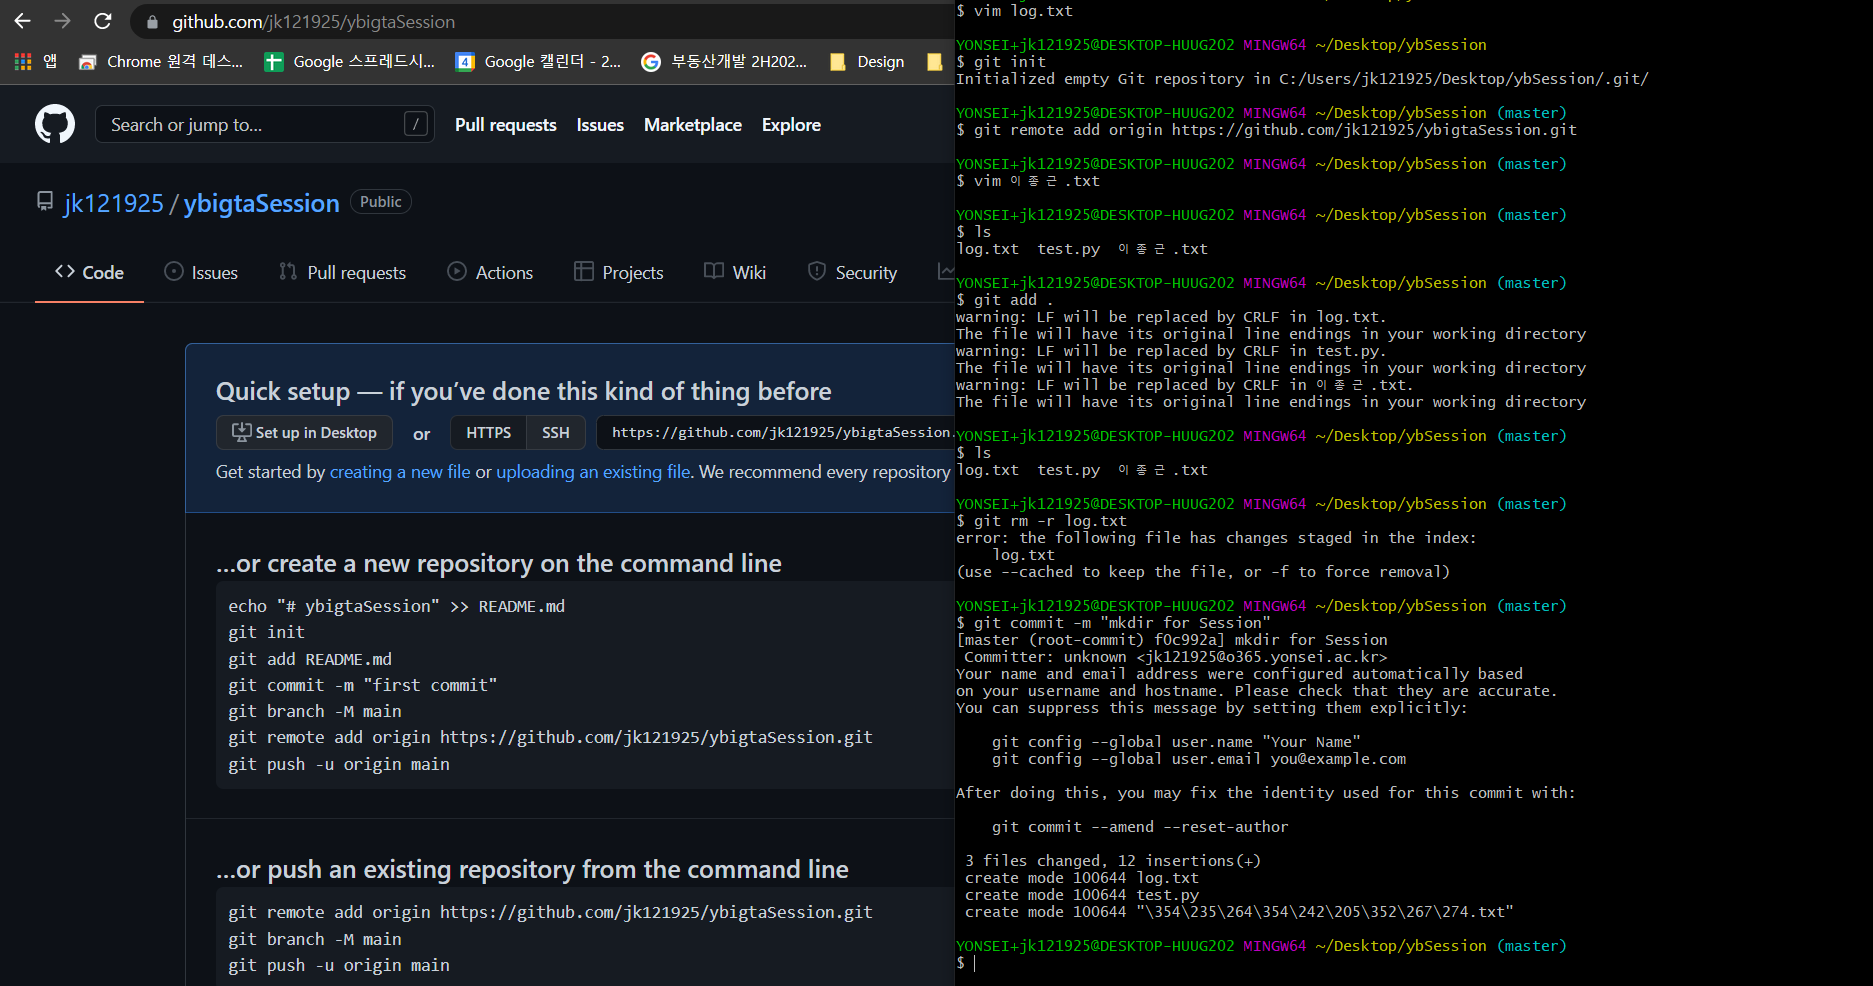 github.com/jk121925/ybigtaSession
앱
Chrome 원격 데스...
Google 스프레드시...
Google 캘린더 - 2...
부동산개발 2H202...
Design
Search or jump to...
/
Pull requests
Issues
Marketplace
Explore
jk121925 / ybigtaSession
Public
Code
Issues
Pull requests
Actions
Projects
Wiki
Security
Quick setup — if you’ve done this kind of thing before
Set up in Desktop
or
HTTPS
SSH
https://github.com/jk121925/ybigtaSession.
Get started by creating a new file or uploading an existing file. We recommend every repository
…or create a new repository on the command line
echo "# ybigtaSession" >> README.md
git init
git add README.md
git commit -m "first commit"
git branch -M main
git remote add origin https://github.com/jk121925/ybigtaSession.git
git push -u origin main
…or push an existing repository from the command line
git remote add origin https://github.com/jk121925/ybigtaSession.git
git branch -M main
git push -u origin main
$ vim log.txt
YONSEI+jk121925@DESKTOP-HUUG202 MINGW64 ~/Desktop/ybSession
$ git init
Initialized empty Git repository in C:/Users/jk121925/Desktop/ybSession/.git/
YONSEI+jk121925@DESKTOP-HUUG202 MINGW64 ~/Desktop/ybSession (master)
$ git remote add origin https://github.com/jk121925/ybigtaSession.git
YONSEI+jk121925@DESKTOP-HUUG202 MINGW64 ~/Desktop/ybSession (master)
$ vim 이좋근.txt
YONSEI+jk121925@DESKTOP-HUUG202 MINGW64 ~/Desktop/ybSession (master)
$ ls
log.txt  test.py  이좋근.txt
YONSEI+jk121925@DESKTOP-HUUG202 MINGW64 ~/Desktop/ybSession (master)
$ git add .
warning: LF will be replaced by CRLF in log.txt.
The file will have its original line endings in your working directory
warning: LF will be replaced by CRLF in test.py.
The file will have its original line endings in your working directory
warning: LF will be replaced by CRLF in 이좋근.txt.
The file will have its original line endings in your working directory
YONSEI+jk121925@DESKTOP-HUUG202 MINGW64 ~/Desktop/ybSession (master)
$ ls
log.txt  test.py  이좋근.txt
YONSEI+jk121925@DESKTOP-HUUG202 MINGW64 ~/Desktop/ybSession (master)
$ git rm -r log.txt
error: the following file has changes staged in the index:
    log.txt
(use --cached to keep the file, or -f to force removal)
YONSEI+jk121925@DESKTOP-HUUG202 MINGW64 ~/Desktop/ybSession (master)
$ git commit -m "mkdir for Session"
[master (root-commit) f0c992a] mkdir for Session
 Committer: unknown <jk121925@o365.yonsei.ac.kr>
Your name and email address were configured automatically based
on your username and hostname. Please check that they are accurate.
You can suppress this message by setting them explicitly:
    git config --global user.name "Your Name"
    git config --global user.email you@example.com
After doing this, you may fix the identity used for this commit with:
    git commit --amend --reset-author
 3 files changed, 12 insertions(+)
 create mode 100644 log.txt
 create mode 100644 test.py
 create mode 100644 "\354\235\264\354\242\205\352\267\274.txt"
YONSEI+jk121925@DESKTOP-HUUG202 MINGW64 ~/Desktop/ybSession (master)
$